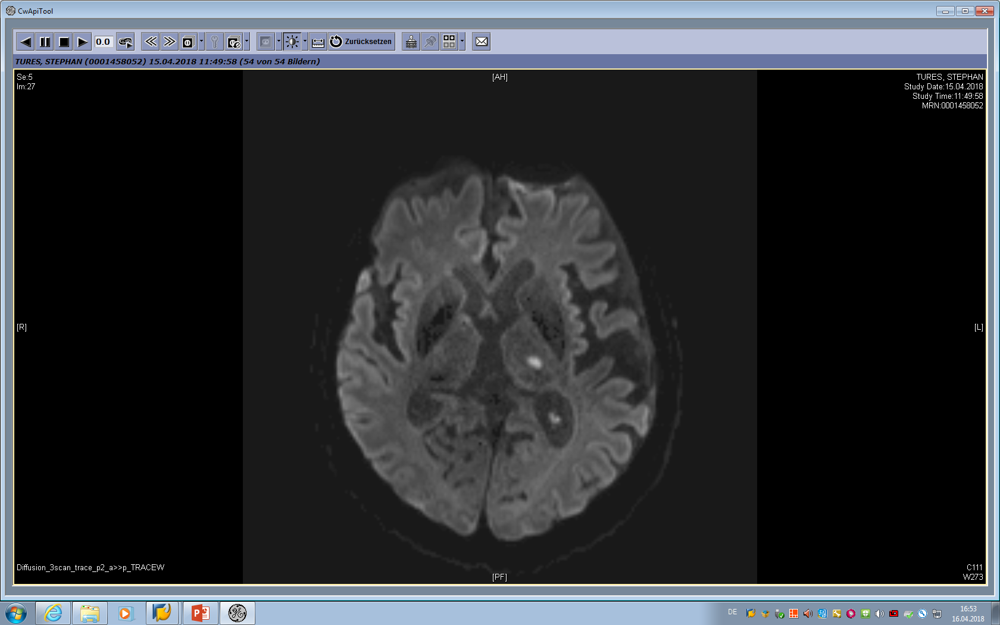 CwApiTool
0.0
Zurücksetzen
TURES, STEPHAN (0001458052) 15.04.2018 11:49:58 (54 von 54 Bildern)
Se:5
Im:27
[AH]
TURES, STEPHAN
Study Date:15.04.2018
Study Time:11:49:58
MRN:0001458052
[R]
[L]
Diffusion_3scan_trace_p2_a>>p_TRACEW
[PF]
C111
W273
DE
16:53
16.04.2018